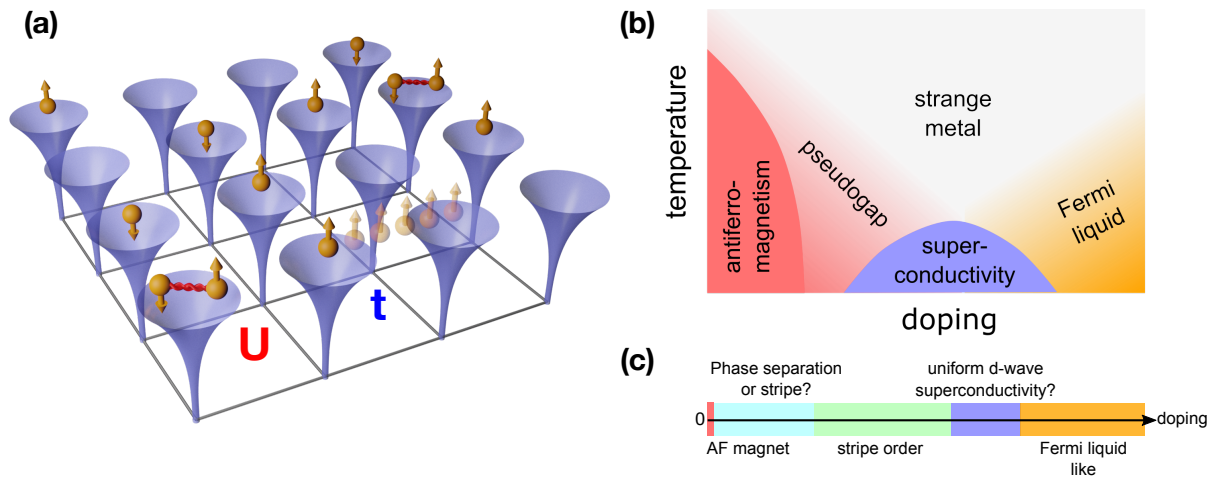 (a)
U
t
(b)
temperature
antiferro-
magnetism
pseudogap
strange
metal
super-
conductivity
Fermi
liquid
doping
(c)
Phase separation
or stripe?
uniform d-wave
superconductivity?
0
doping
AF magnet
stripe order
Fermi liquid
like